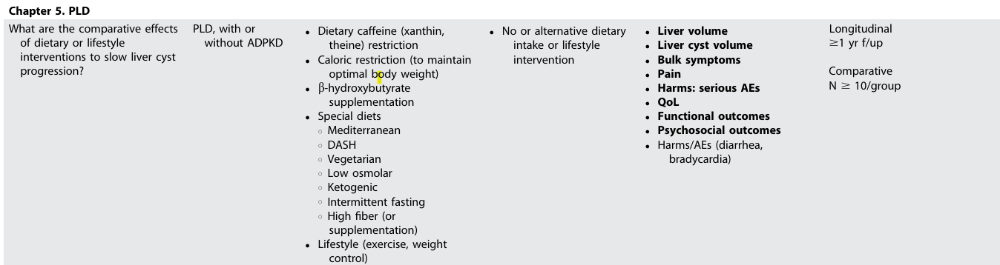 Chapter 5. PLD
What are the comparative effects
of dietary or lifestyle
interventions to slow liver cyst
progression?
PLD, with or
without ADPKD
• Dietary caffeine (xanthin,
theine) restriction
• Caloric restriction (to maintain
optimal body weight)
• β-hydroxybutyrate
supplementation
• Special diets
○ Mediterranean
○ DASH
○ Vegetarian
○ Low osmolar
○ Ketogenic
○ Intermittent fasting
○ High fiber (or
supplementation)
• Lifestyle (exercise, weight
control)
• No or alternative dietary
intake or lifestyle
intervention
• Liver volume
• Liver cyst volume
• Bulk symptoms
• Pain
• Harms: serious AEs
• QoL
• Functional outcomes
• Psychosocial outcomes
• Harms/AEs (diarrhea,
bradycardia)
Longitudinal
≥1 yr f/up
Comparative
N ≥ 10/group